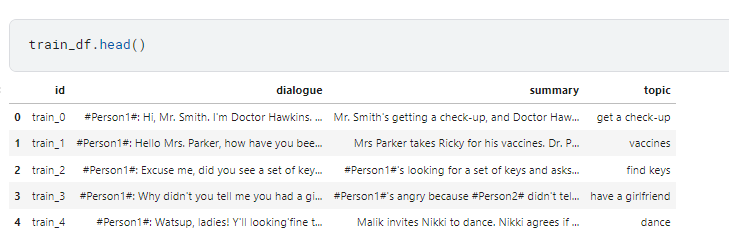 train_df.head()
id dialogue summary topic
0 train_0 #Person1#: Hi, Mr. Smith. I'm Doctor Hawkins. ... Mr. Smith's getting a check-up, and Doctor Haw... get a check-up
1 train_1 #Person1#: Hello Mrs. Parker, how have you bee... Mrs Parker takes Ricky for his vaccines. Dr. P... vaccines
2 train_2 #Person1#: Excuse me, did you see a set of key... #Person1#'s looking for a set of keys and asks... find keys
3 train_3 #Person1#: Why didn't you tell me you had a gi... #Person1#'s angry because #Person2# didn't tel... have a girlfriend
4 train_4 #Person1#: Watsup, ladies! Y'll looking'fine t... Malik invites Nikki to dance. Nikki agrees if ... dance